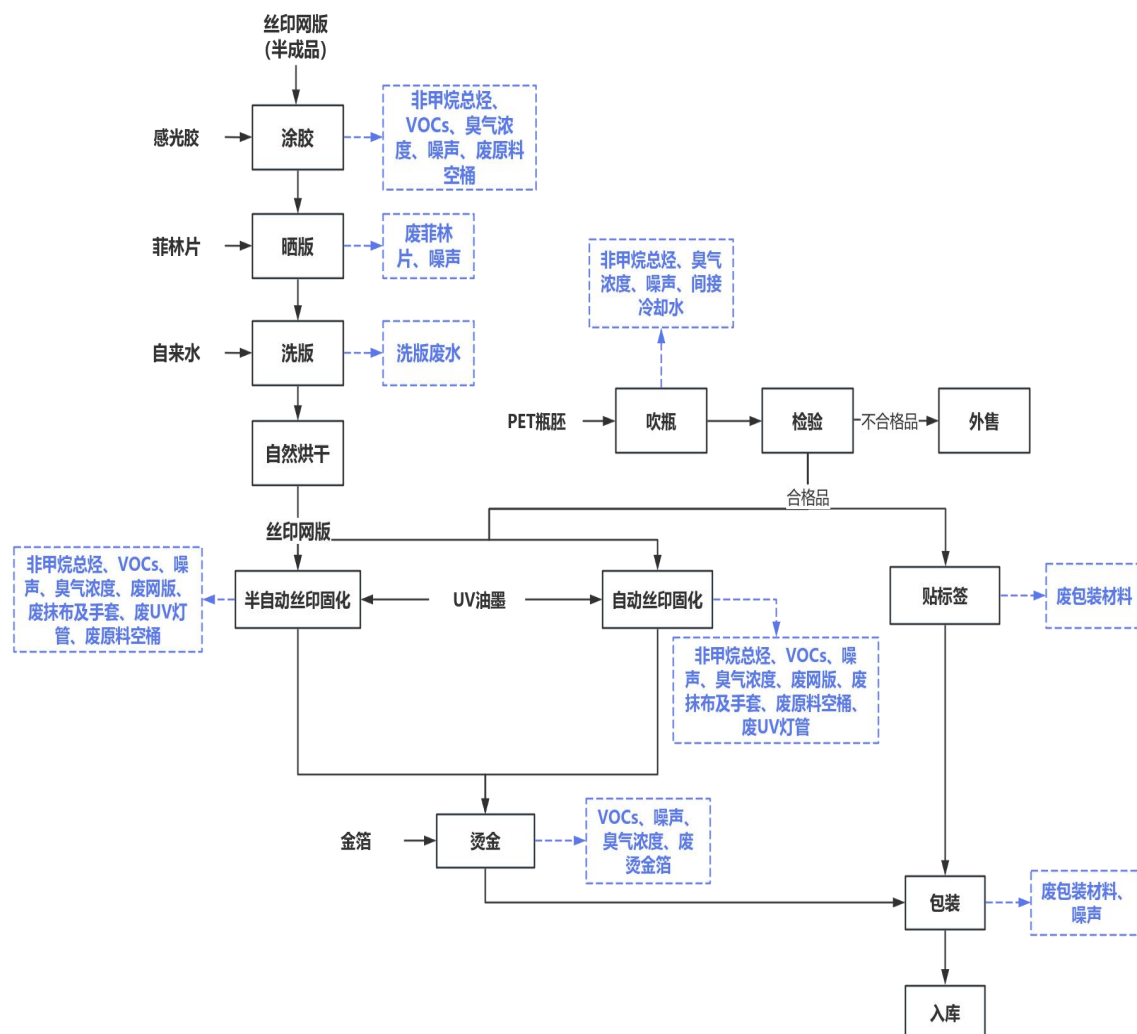 丝印网版
(半成品)
感光胶
涂胶
非甲烷总烃、
VOCs、臭气浓
度、噪声、废原料
空桶
菲林片
晒版
废菲林
片、噪声
自来水
洗版
洗版废水
自然烘干
丝印网版
非甲烷总烃、臭气
浓度、噪声、间接
冷却水
PET瓶胚
吹瓶
检验
不合格品
外售
合格品
非甲烷总烃、VOCs、噪
声、臭气浓度、废网版、
废抹布及手套、废UV灯
管、废原料空桶
半自动丝印固化
UV油墨
自动丝印固化
非甲烷总烃、VOCs、噪
声、臭气浓度、废网版、废
抹布及手套、废原料空桶、
废UV灯管
贴标签
废包装材料
金箔
烫金
VOCs、噪声、
臭气浓度、废
烫金箔
包装
废包装材料、
噪声
入库